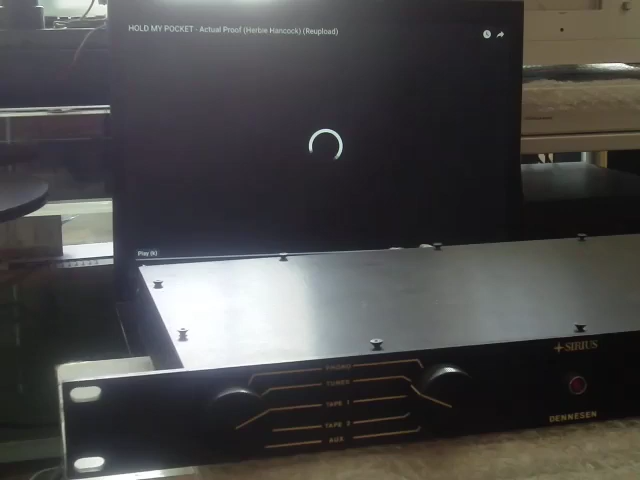 HOLD MY POCKET - Actual Proof (Herbie Hancock) (Reupload)
Play (k)
PHONO
TUNER
TAPE 1
TAPE 2
AUX
SIRIUS
DENNESEN